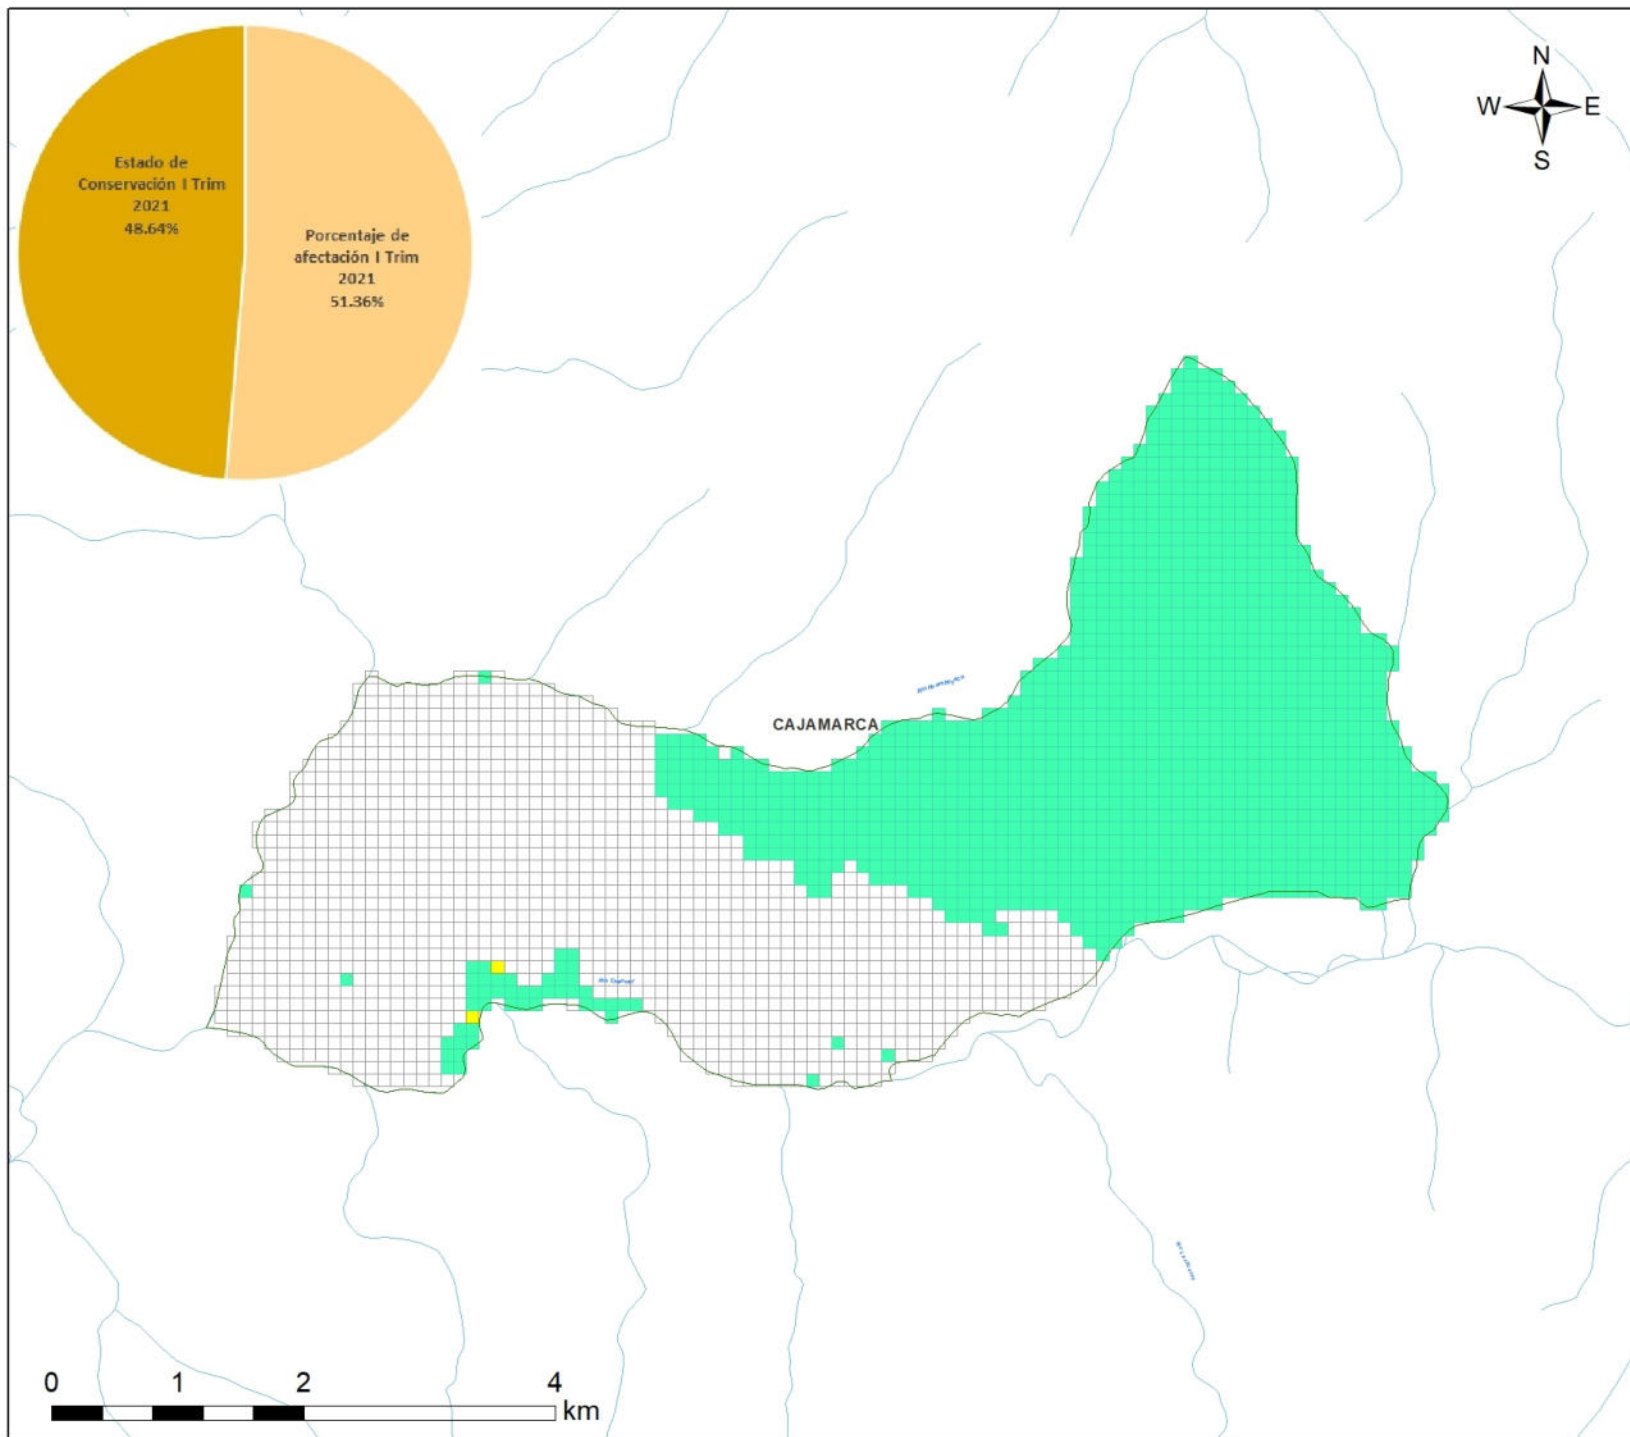 Estado de
Conservación I Trim
2021
48.64%
Porcentaje de
afectación I Trim
2021
51.36%
N
W
E
S
CAJAMARCA
0
1
2
4
km